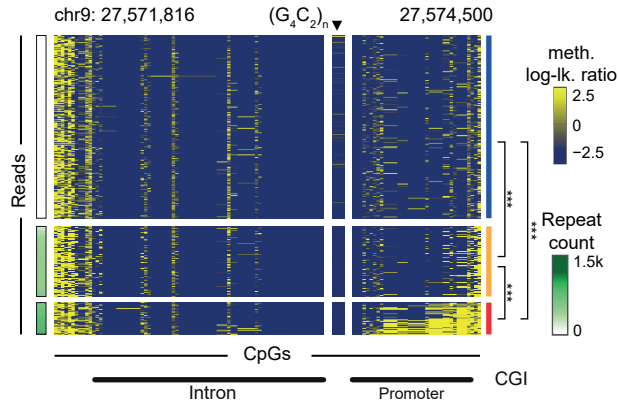 chr9: 27,571,816 (G₄C₂)ₙ 27,574,500
meth.
log-lk. ratio
2.5
0
−2.5
Reads
***
***
***
Repeat
count
1.5k
0
CpGs
Intron
Promoter
CGI